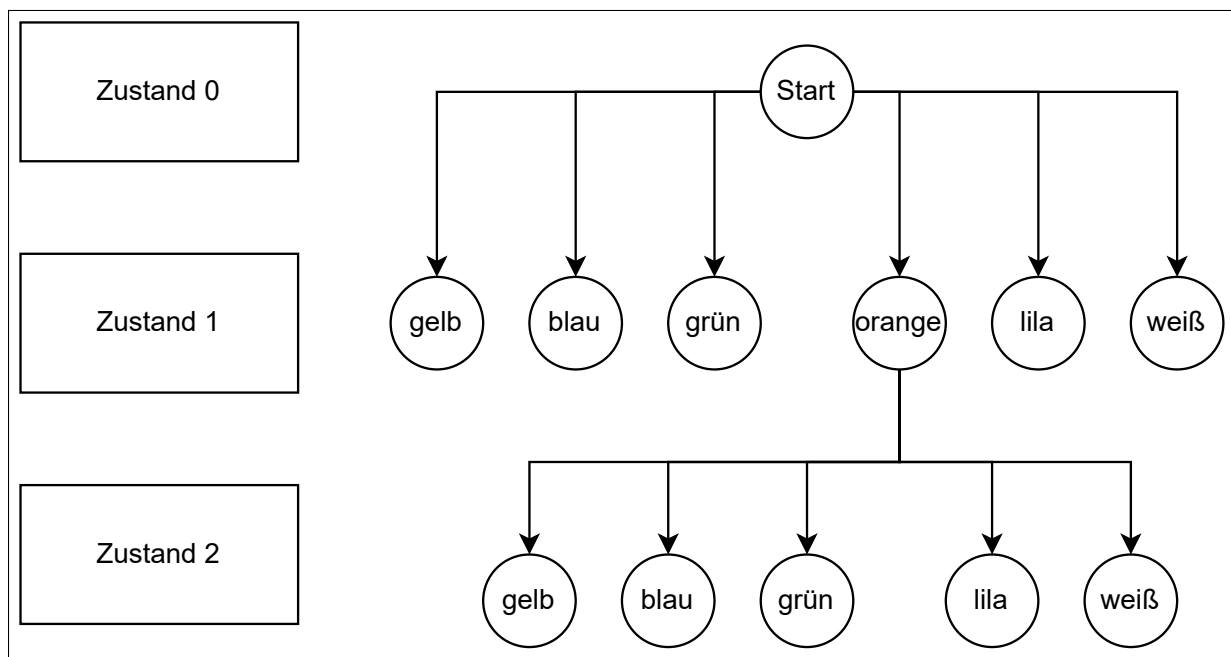 Zustand 0
Start
Zustand 1
gelb
blau
grün
orange
lila
weiß
Zustand 2
gelb
blau
grün
lila
weiß